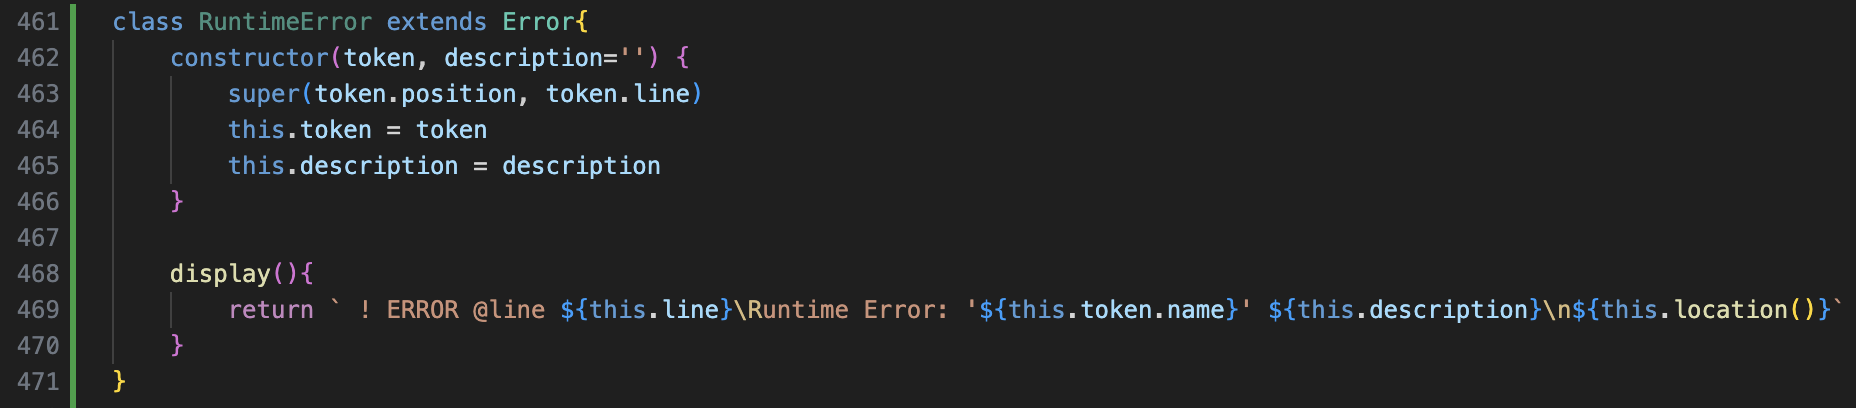 461 class RuntimeError extends Error{
462 constructor(token, description='') {
463 super(token.position, token.line)
464 this.token = token
465 this.description = description
466 }
467
468 display(){
469 return ` ! ERROR @line ${this.line}\Runtime Error: '${this.token.name}' ${this.description}\n${this.location()}`
470 }
471 }